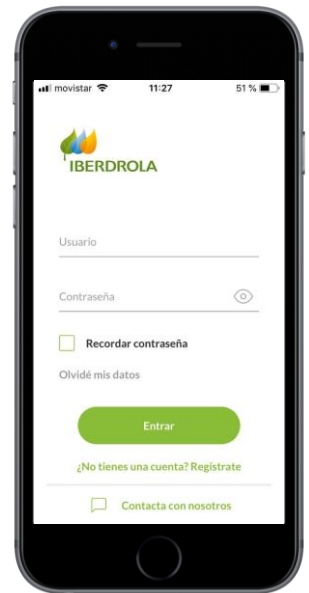 movistar 11:27 51 %
IBERDROLA
Usuario
Contraseña
Recordar contraseña
Olvidé mis datos
Entrar
¿No tienes una cuenta? Regístrate
Contacta con nosotros